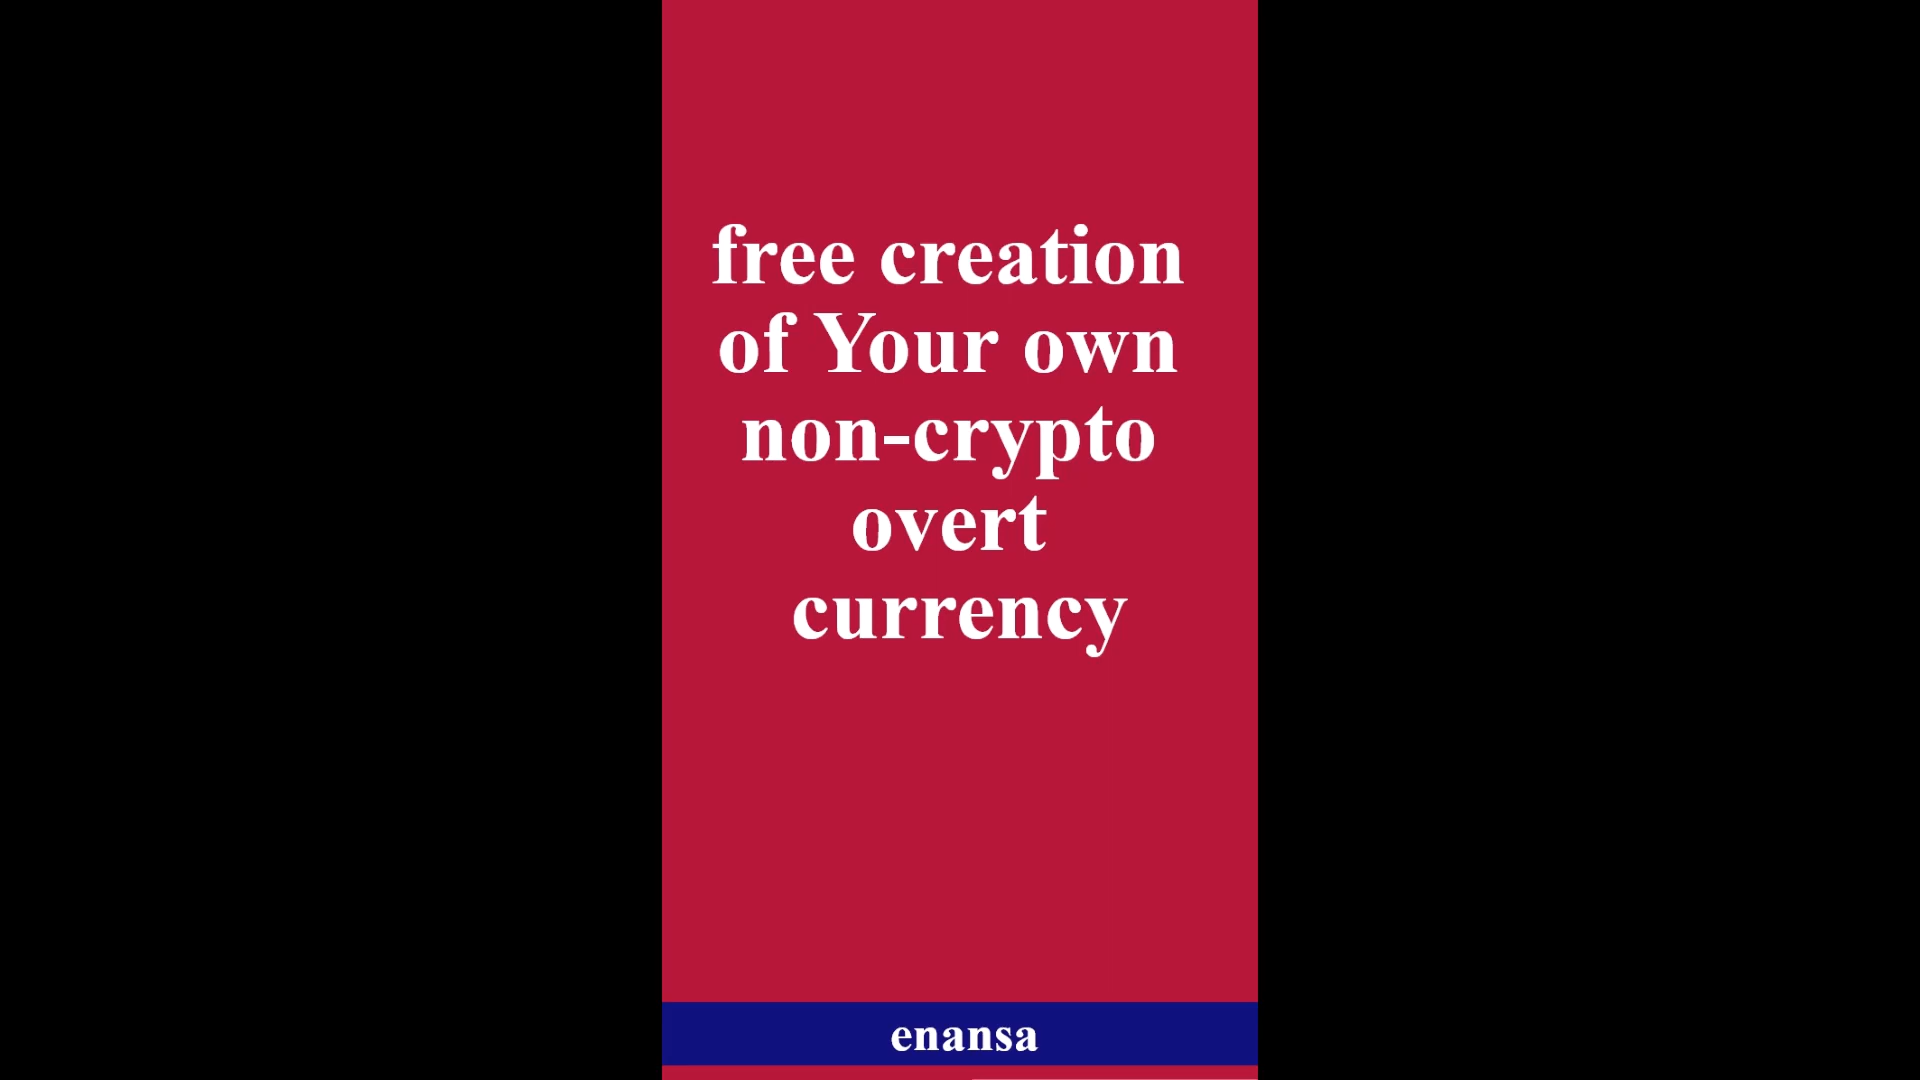 free creation
of Your own
non-crypto
overt
currency
enansa